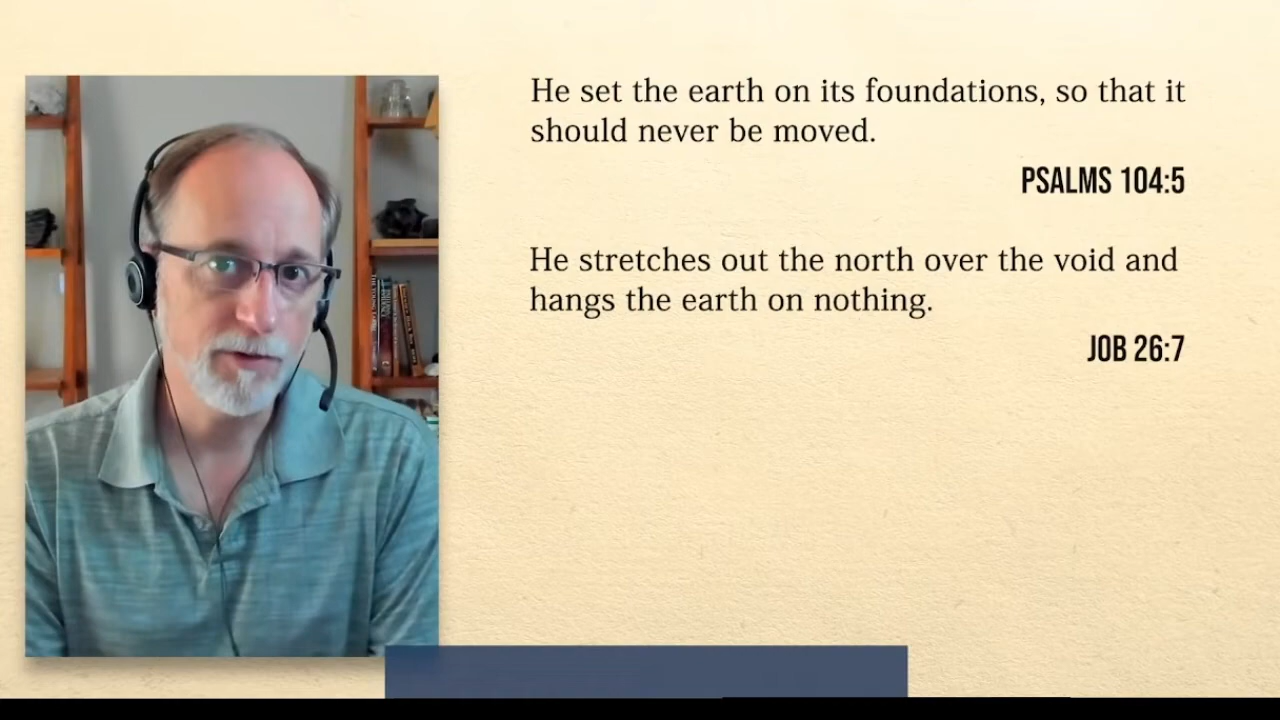 He set the earth on its foundations, so that it
should never be moved.
PSALMS 104:5
He stretches out the north over the void and
hangs the earth on nothing.
JOB 26:7